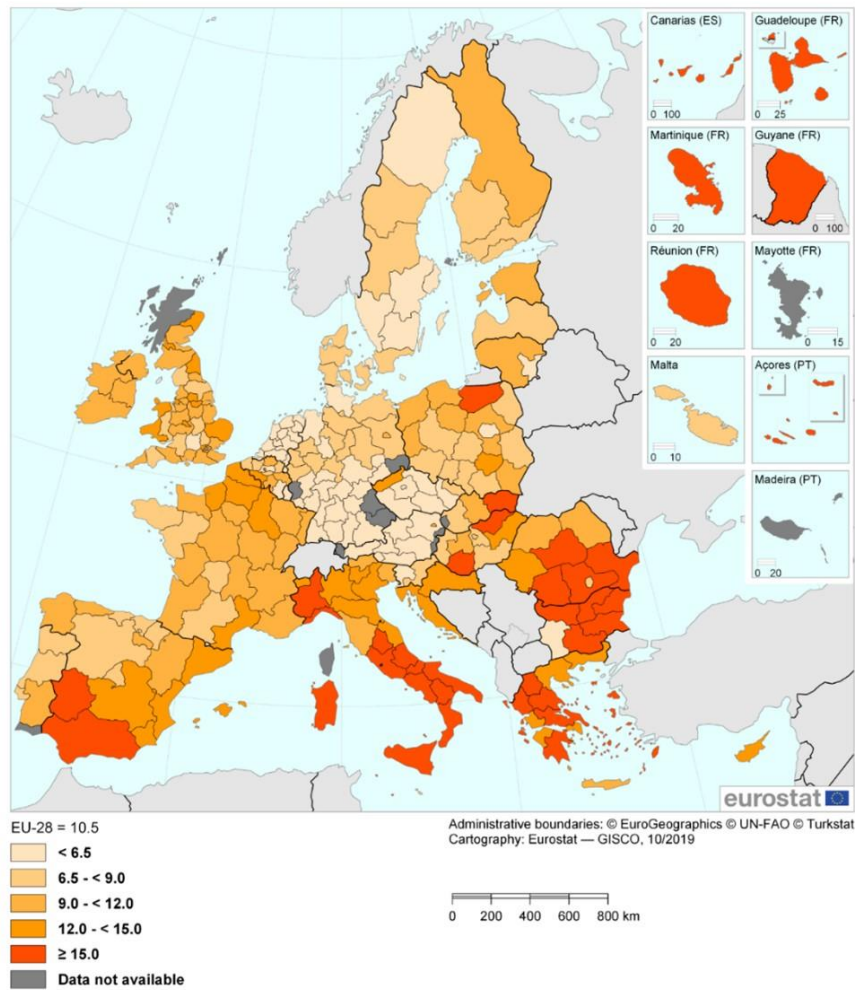 Canarias (ES)
0 100
Guadeloupe (FR)
0 25
Martinique (FR)
0 20
Guyane (FR)
0 100
Réunion (FR)
0 20
Mayotte (FR)
0 15
Malta
0 10
Açores (PT)
Madeira (PT)
0 20
eurostat
EU-28 = 10.5
< 6.5
6.5 - < 9.0
9.0 - < 12.0
12.0 - < 15.0
≥ 15.0
Data not available
Administrative boundaries: © EuroGeographics © UN-FAO © Turkstat
Cartography: Eurostat — GISCO, 10/2019
0 200 400 600 800 km